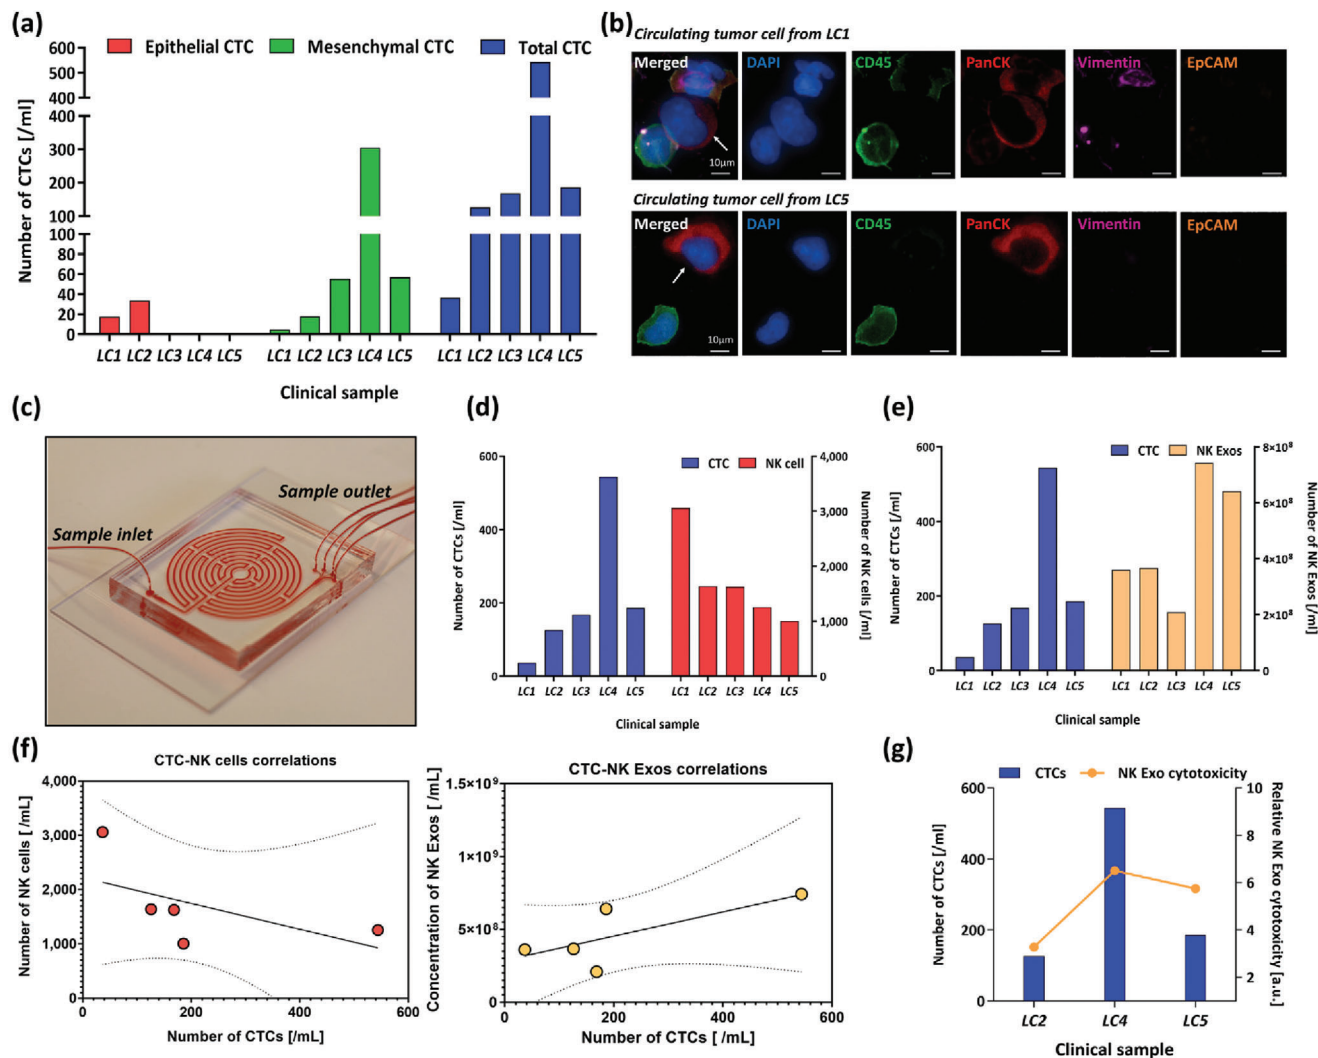 (a)
Epithelial CTC Mesenchymal CTC Total CTC
Number of CTCs [/ml]
600
500
400
400
300
200
100
100
80
60
40
20
0
LC1 LC2 LC3 LC4 LC5 LC1 LC2 LC3 LC4 LC5 LC1 LC2 LC3 LC4 LC5
Clinical sample
(b)
Circulating tumor cell from LC1
Merged DAPI CD45 PanCK Vimentin EpCAM
10μm
Circulating tumor cell from LC5
Merged DAPI CD45 PanCK Vimentin EpCAM
10μm
(c)
Sample inlet
Sample outlet
(d)
CTC NK cell
Number of CTCs [/ml]
600
400
200
0
4,000
3,000
2,000
1,000
0
Number of NK cells [/ml]
LC1 LC2 LC3 LC4 LC5 LC1 LC2 LC3 LC4 LC5
Clinical sample
(e)
CTC NK Exos
Number of CTCs [/ml]
600
400
200
0
8×10⁸
6×10⁸
4×10⁸
2×10⁸
0
Number of NK Exos [/ml]
LC1 LC2 LC3 LC4 LC5 LC1 LC2 LC3 LC4 LC5
Clinical sample
(f)
CTC-NK cells correlations
Number of NK cells [ /mL]
4,000
3,000
2,000
1,000
0
0 200 400 600
Number of CTCs [/mL]
CTC-NK Exos correlations
Concentration of NK Exos [ /mL]
1.5×10⁹
1×10⁹
5×10⁸
0
0 200 400 600
Number of CTCs [/mL]
(g)
CTCs NK Exo cytotoxicity
Number of CTCs [/ml]
600
400
200
0
10
8
6
4
2
Relative NK Exo cytotoxicity [a.u.]
LC2 LC4 LC5
Clinical sample